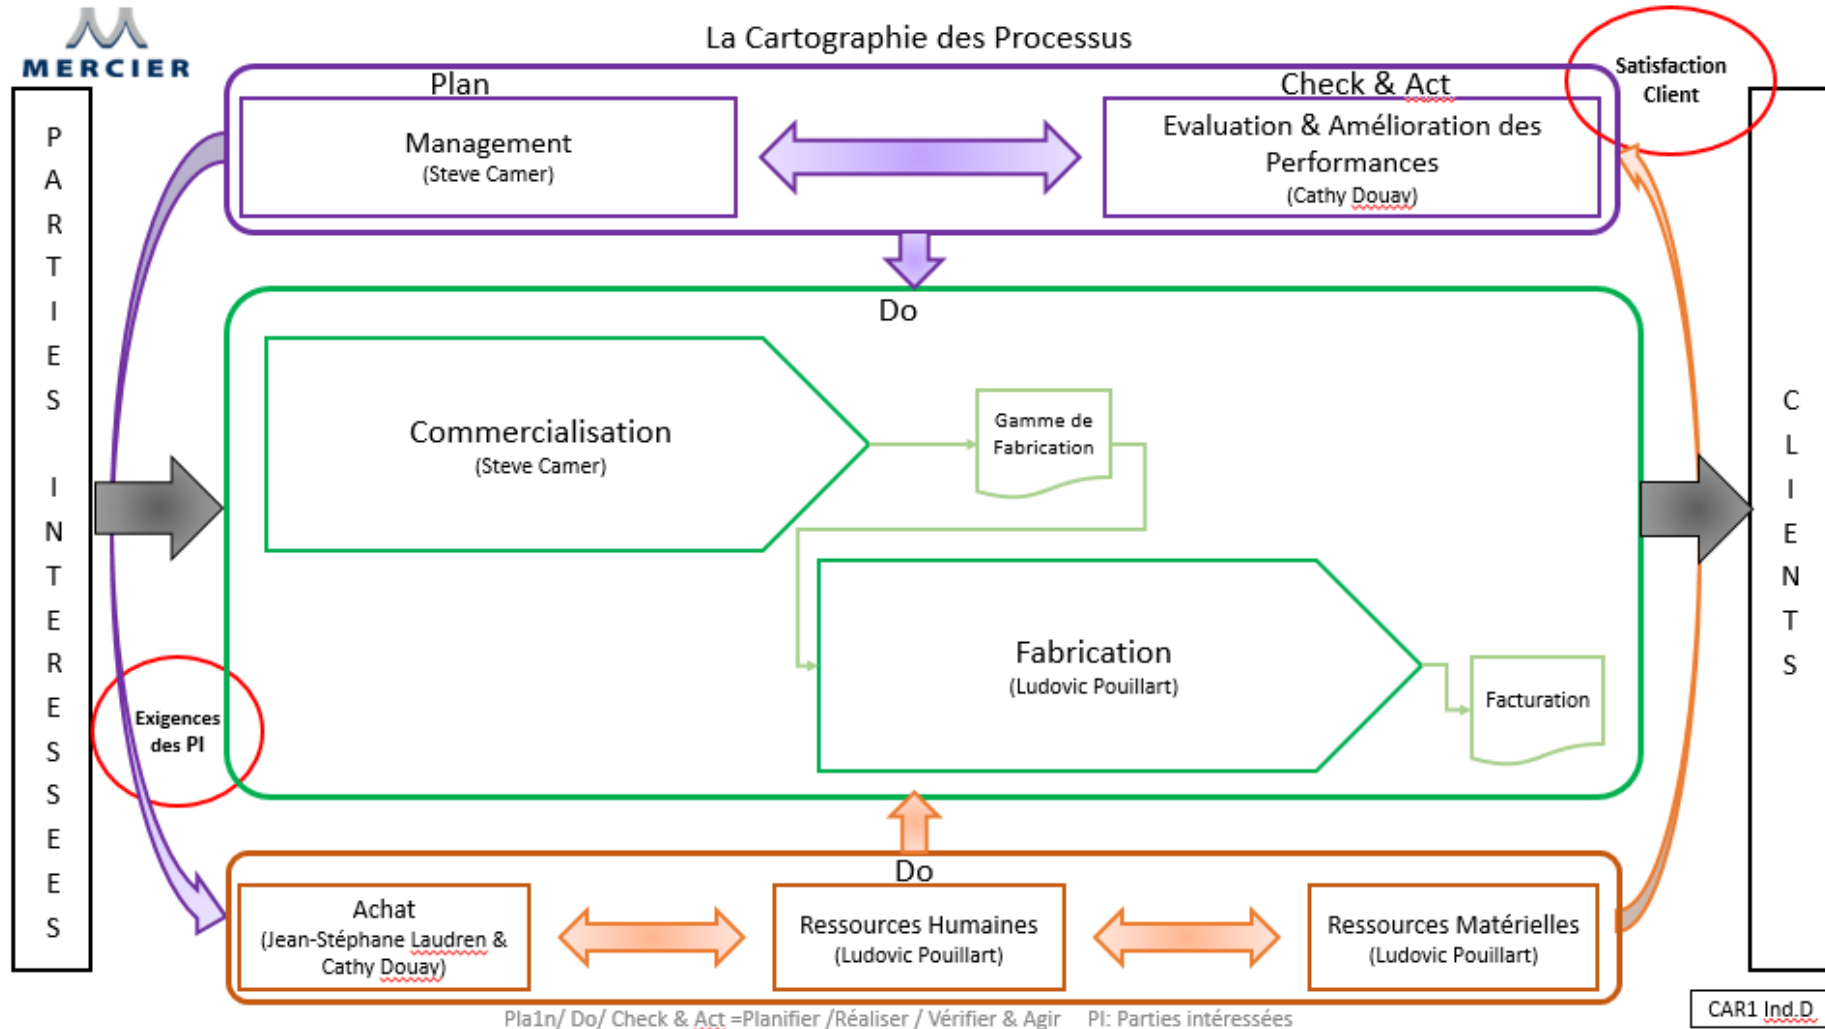 MERCIER
La Cartographie des Processus
Satisfaction
Client
Plan
Check & Act
Management
(Steve Camer)
Evaluation & Amélioration des
Performances
(Cathy Douay)
PARTIES INTERESSEES
Do
Commercialisation
(Steve Camer)
Gamme de
Fabrication
Fabrication
(Ludovic Pouillart)
Facturation
Exigences
des PI
CLIENTS
Do
Achat
(Jean-Stéphane Laudren &
Cathy Douay)
Ressources Humaines
(Ludovic Pouillart)
Ressources Matérielles
(Ludovic Pouillart)
Pla1n/ Do/ Check & Act =Planifier /Réaliser / Vérifier & Agir PI: Parties intéressées
CAR1 Ind.D